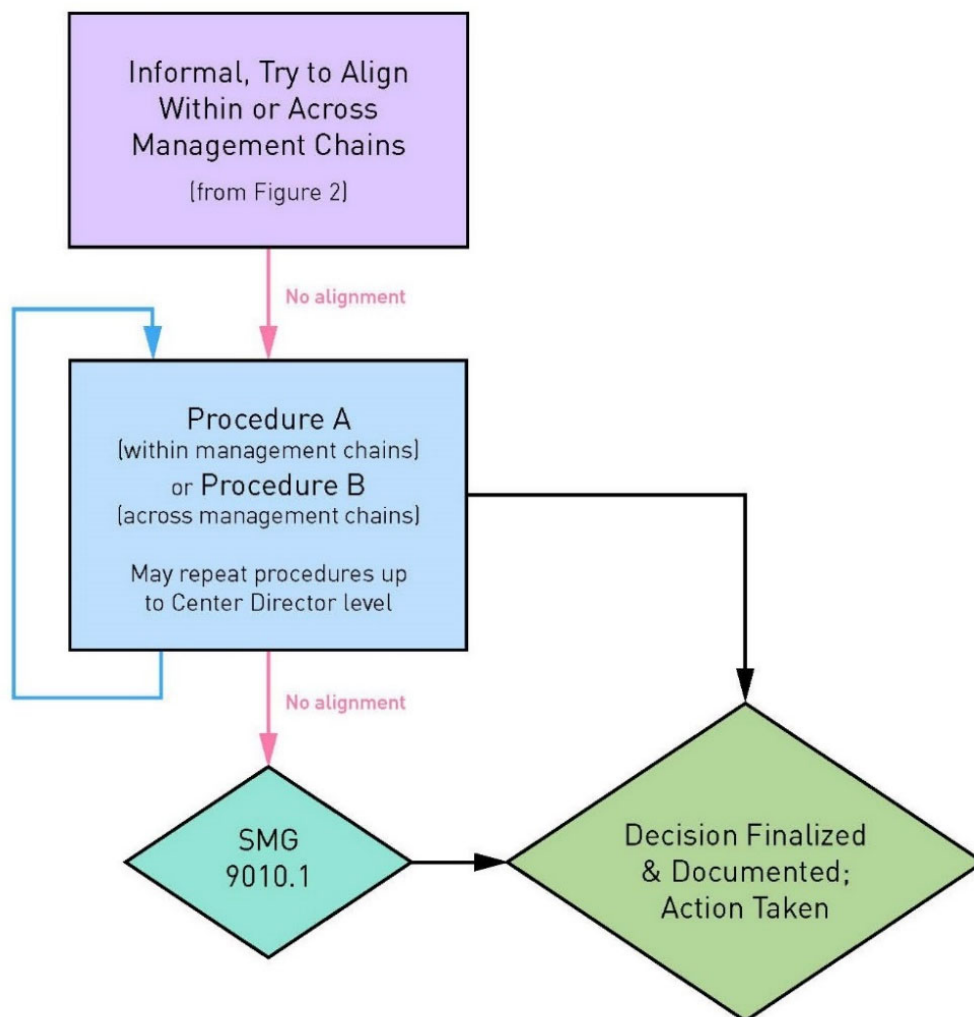 Informal, Try to Align
Within or Across
Management Chains
(from Figure 2)
No alignment
Procedure A
(within management chains)
or Procedure B
(across management chains)
May repeat procedures up
to Center Director level
No alignment
SMG
9010.1
Decision Finalized
& Documented;
Action Taken